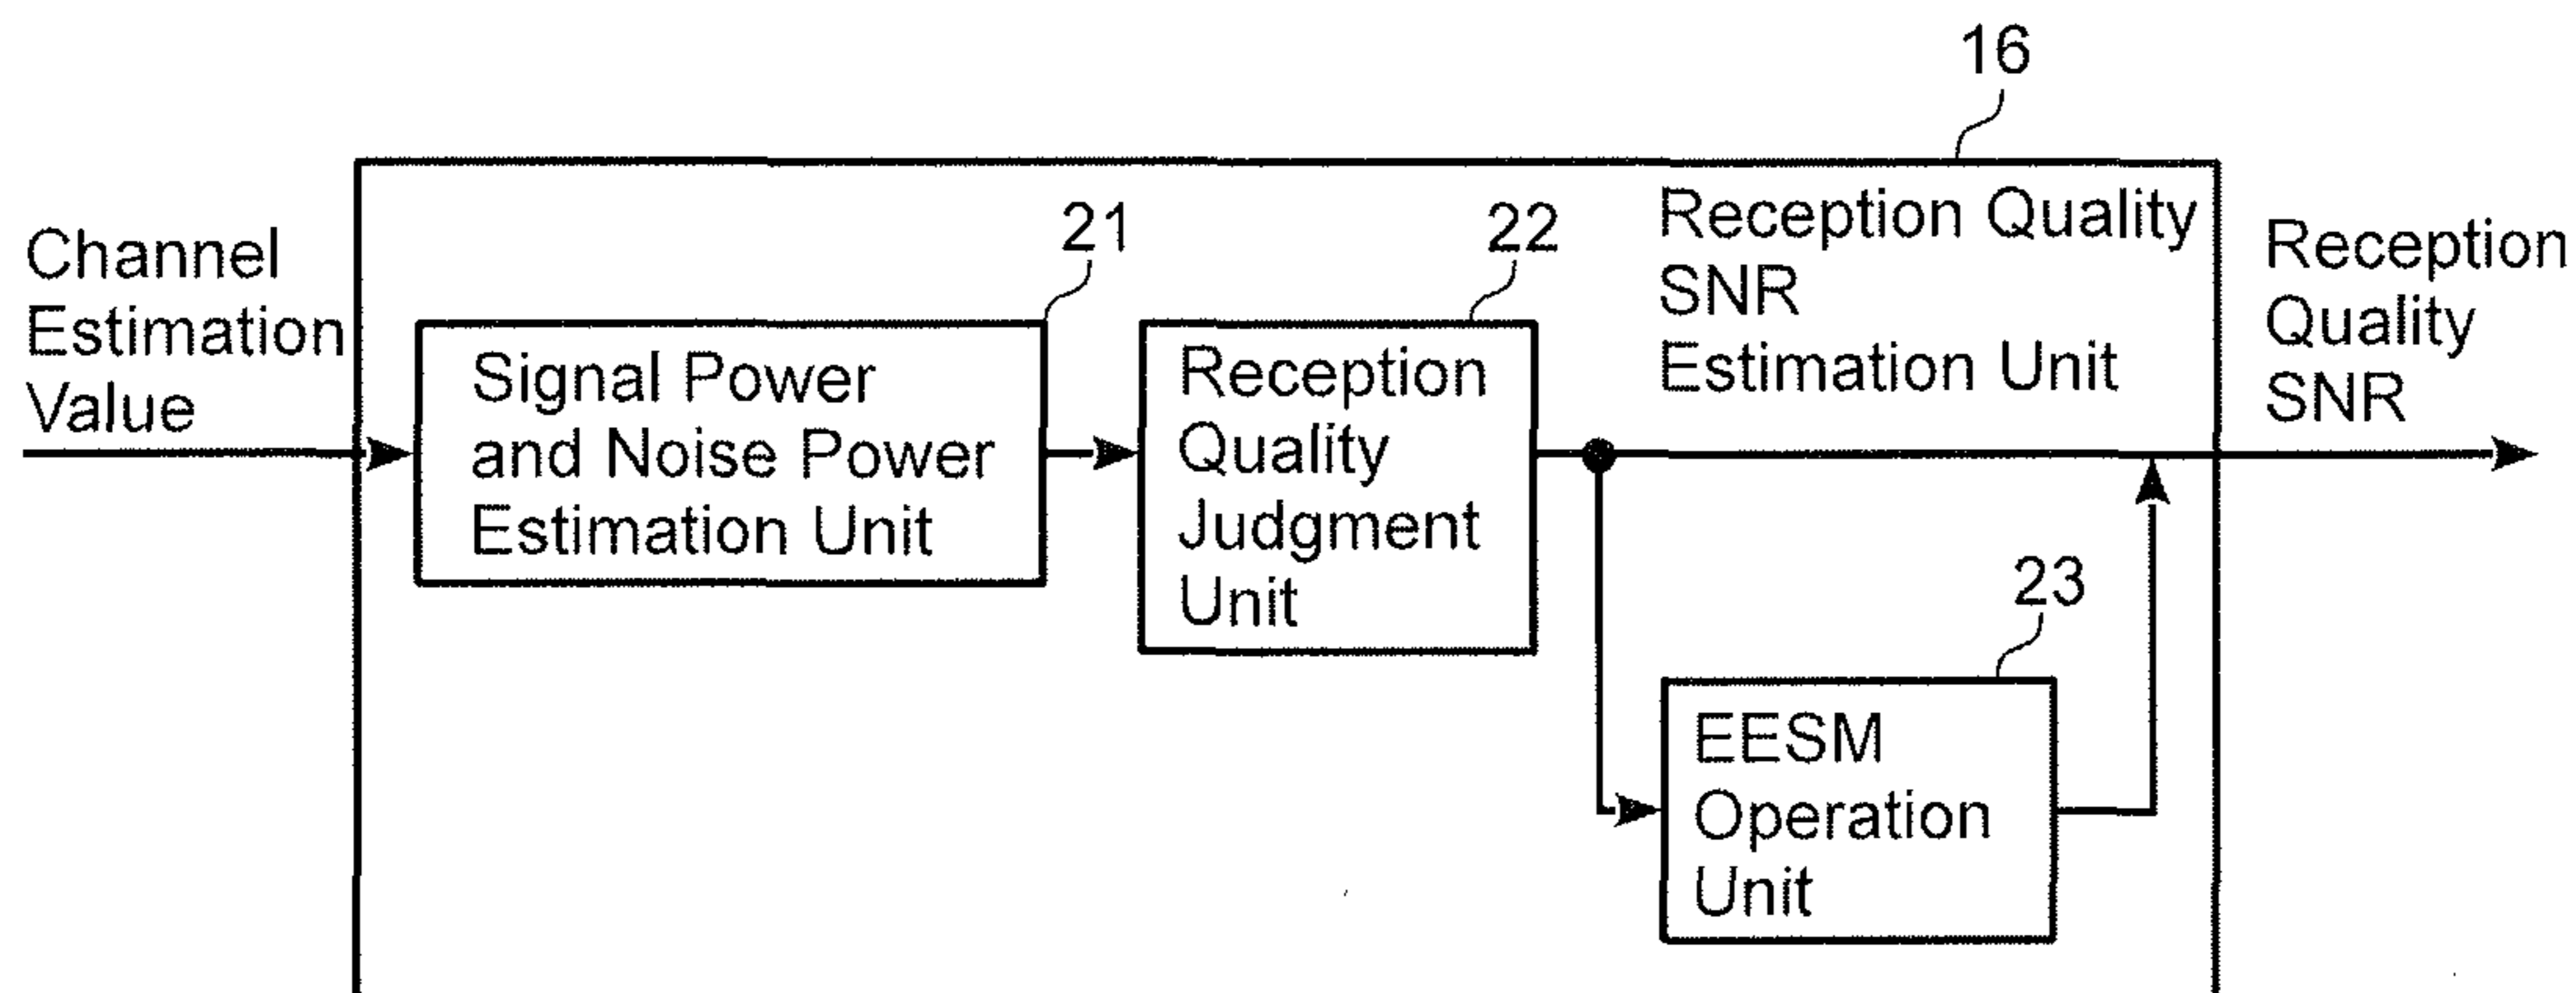 16
Channel
Estimation
Value
21
Signal Power
and Noise Power
Estimation Unit
22
Reception
Quality
Judgment
Unit
Reception Quality
SNR
Estimation Unit
23
EESM
Operation
Unit
Reception
Quality
SNR